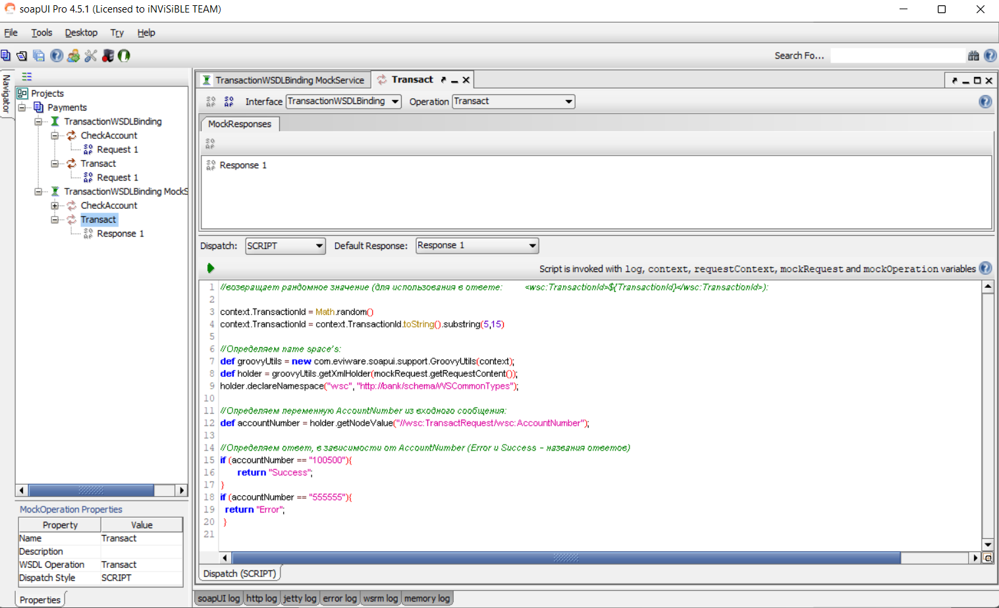 soapUI Pro 4.5.1 (Licensed to iNViSiBLE TEAM)
File Tools Desktop Try Help
Search Fo...
Navigator
Projects
Payments
TransactionWSDLBinding
CheckAccount
Request 1
Transact
Request 1
TransactionWSDLBinding MockS
CheckAccount
Transact
Response 1
MockOperation Properties
Property Value
Name Transact
Description
WSDL Operation Transact
Dispatch Style SCRIPT
Properties
TransactionWSDLBinding MockService Transact
Interface TransactionWSDLBinding Operation Transact
MockResponses
Response 1
Dispatch: SCRIPT Default Response: Response 1
Script is invoked with log, context, requestContext, mockRequest and mockOperation variables
1 //возвращает рандомное значение (для использования в ответе: <wsc:TransactionId>${TransactionId}</wsc:TransactionId>):
2
3 context.TransactionId = Math.random()
4 context.TransactionId = context.TransactionId.toString().substring(5,15)
5
6 //Определяем name space's:
7 def groovyUtils = new com.eviware.soapui.support.GroovyUtils(context);
8 def holder = groovyUtils.getXmlHolder(mockRequest.getRequestContent());
9 holder.declareNamespace("wsc", "http://bank/schema/WSCommonTypes");
10
11 //Определяем переменную AccountNumber из входного сообщения:
12 def accountNumber = holder.getNodeValue("//wsc:TransactRequest/wsc:AccountNumber");
13
14 //Определяем ответ, в зависимости от AccountNumber (Error и Success - названия ответов)
15 if (accountNumber == "100500"){
16 return "Success";
17 }
18 if (accountNumber == "555555"){
19 return "Error";
20 }
21
Dispatch (SCRIPT)
soapUI log http log jetty log error log wsrm log memory log